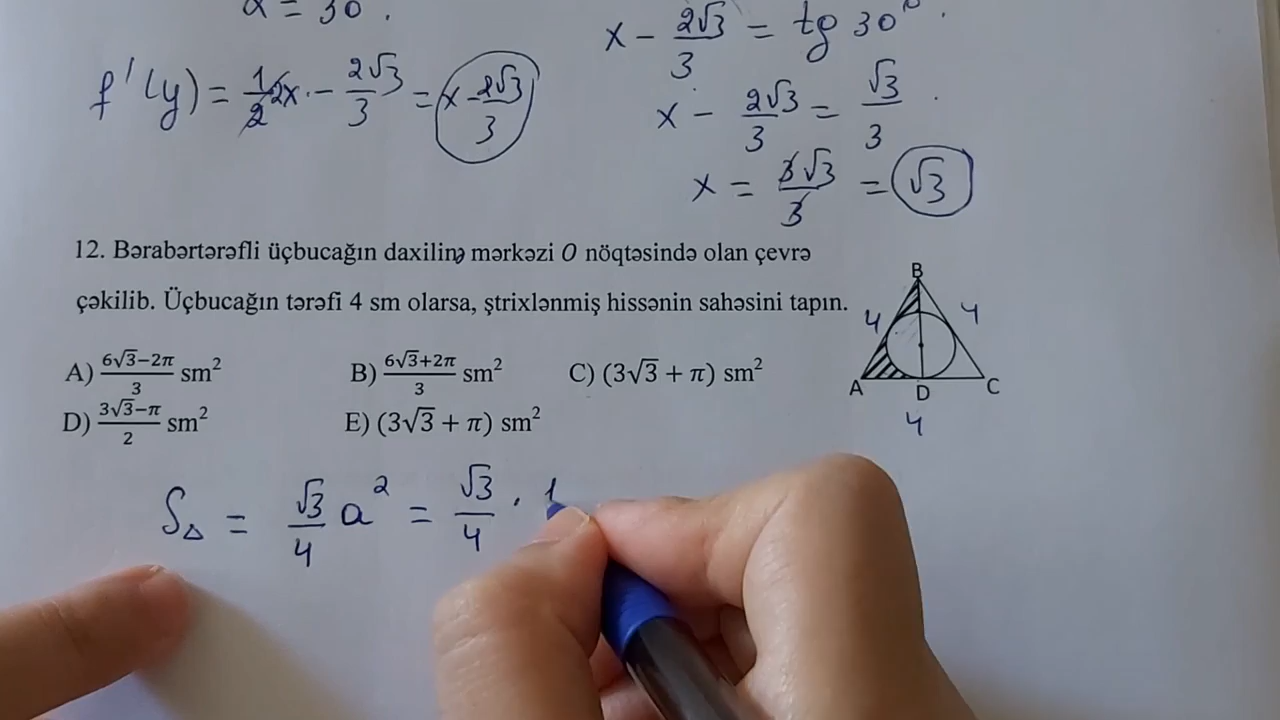 α = 30 .
x - 2√3/3 = tg 30° .
f'(y) = 1/2 2x - 2√3/3 = x - 2√3/3
x - 2√3/3 = √3/3 .
x = 3√3/3 = √3
12. Bərabərtərəfli üçbucağın daxilinə mərkəzi O nöqtəsində olan çevrə
çəkilib. Üçbucağın tərəfi 4 sm olarsa, ştrixlənmiş hissənin sahəsini tapın.
A) (6√3−2π)/3 sm² B) (6√3+2π)/3 sm² C) (3√3 + π) sm²
D) (3√3−π)/2 sm² E) (3√3 + π) sm²
B
4 4
A D C
4
S△ = √3/4 a² = √3/4 · 1